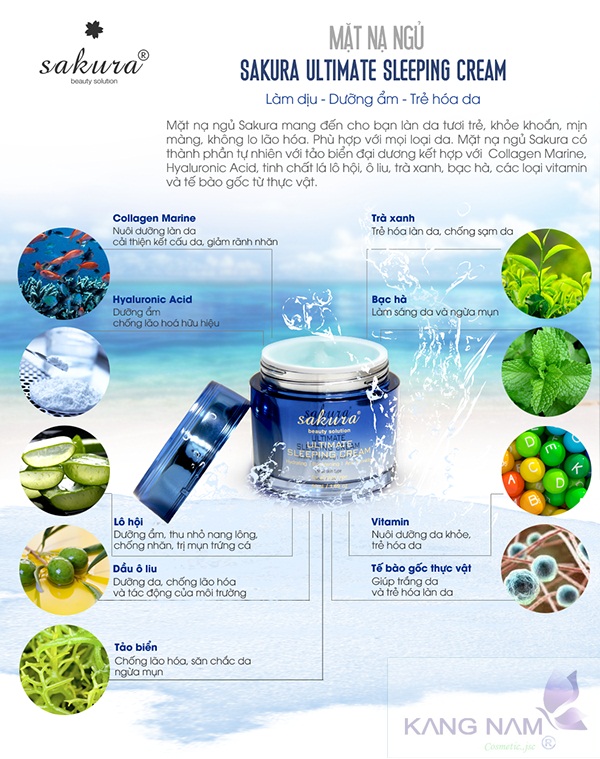 sakura®
beauty solution
MẶT NẠ NGỦ
SAKURA ULTIMATE SLEEPING CREAM
Làm dịu - Dưỡng ẩm - Trẻ hóa da
Mặt nạ ngủ Sakura mang đến cho bạn làn da tươi trẻ, khỏe khoắn, mịn
màng, không lo lão hóa. Phù hợp với mọi loại da. Mặt nạ ngủ Sakura có
thành phần tự nhiên với tảo biển đại dương kết hợp với Collagen Marine,
Hyaluronic Acid, tinh chất lá lô hội, ô liu, trà xanh, bạc hà, các loại vitamin
và tế bào gốc từ thực vật.
Collagen Marine
Nuôi dưỡng làn da
cải thiện kết cấu da, giảm rãnh nhăn
Trà xanh
Trẻ hóa làn da, chống sạm da
Hyaluronic Acid
Dưỡng ẩm
chống lão hoá hữu hiệu
Bạc hà
Làm sáng da và ngừa mụn
sakura®
beauty solution
ULTIMATE
SLEEPING CREAM
Lô hội
Dưỡng ẩm, thu nhỏ nang lông,
chống nhăn, trị mụn trứng cá
Vitamin
Nuôi dưỡng da khỏe,
trẻ hóa da
Dầu ô liu
Dưỡng da, chống lão hóa
và tác động của môi trường
Tế bào gốc thực vật
Giúp trắng da
và trẻ hóa làn da
Tảo biển
Chống lão hóa, săn chắc da
ngừa mụn
KANG NAM®